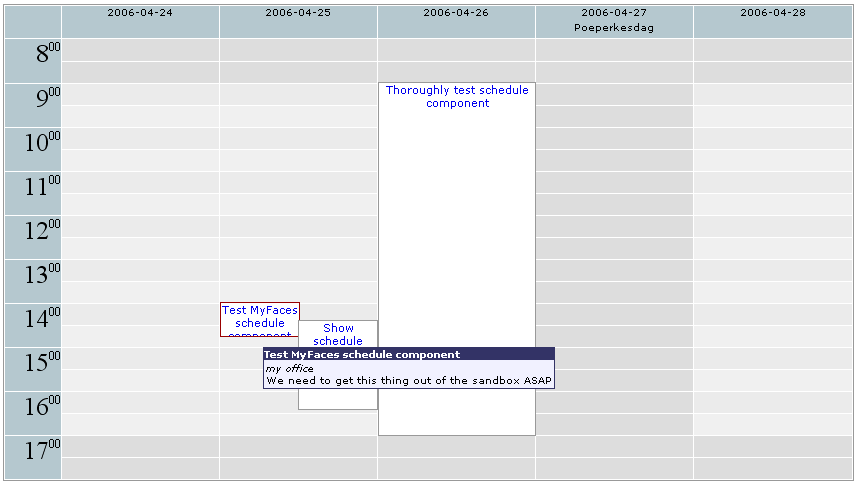 2006-04-24 2006-04-25 2006-04-26 2006-04-27 2006-04-28
Poeperkesdag
8 00
9 00
Thoroughly test schedule
component
10 00
11 00
12 00
13 00
14 00
Test MyFaces
schedule
component
Show
schedule
15 00
Test MyFaces schedule component
my office
We need to get this thing out of the sandbox ASAP
16 00
17 00